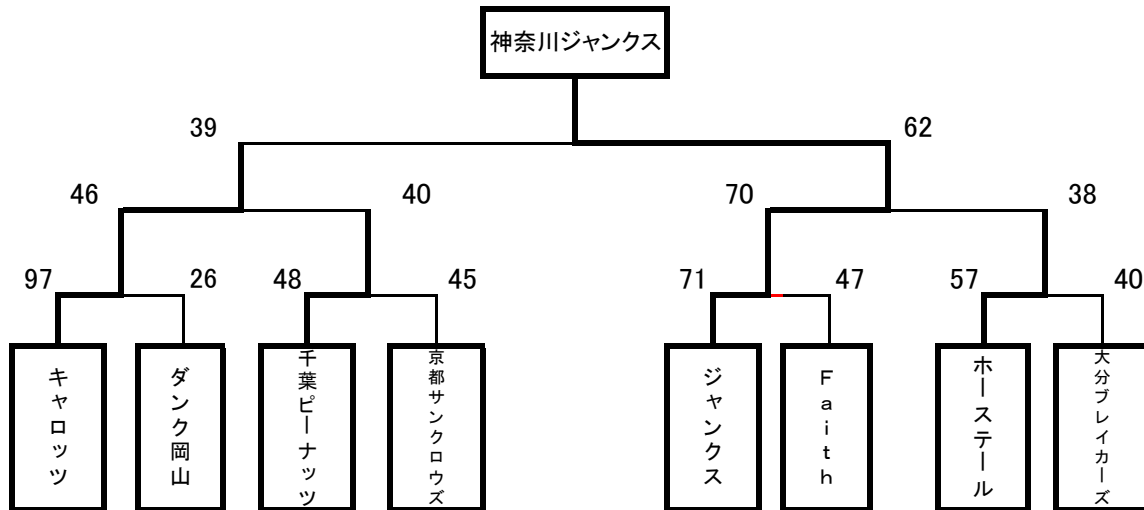 神奈川ジャンクス
39
62
46
40
70
38
97
26
48
45
71
47
57
40
キャロッツ
ダンク岡山
千葉ピーナッツ
京都サンクロウズ
ジャンクス
Ｆａｉｔｈ
ホーステール
大分ブレイカーズ